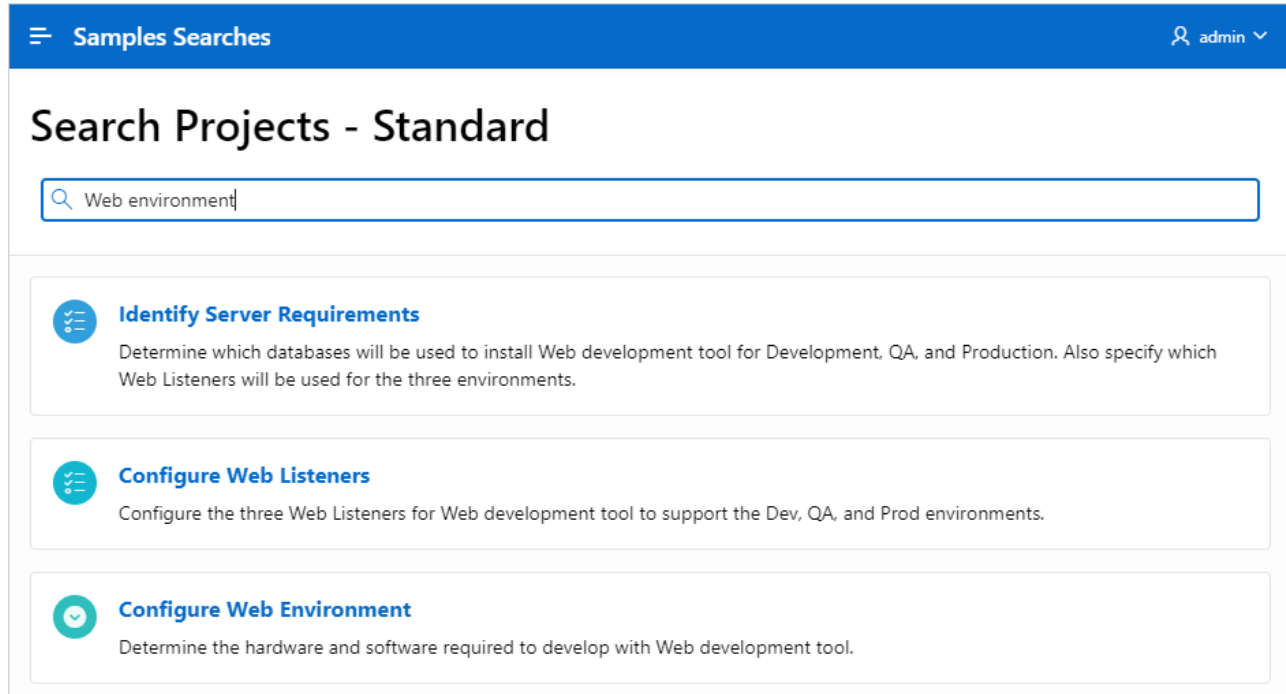 Samples Searches
admin
Search Projects - Standard
Web environment
Identify Server Requirements
Determine which databases will be used to install Web development tool for Development, QA, and Production. Also specify which
Web Listeners will be used for the three environments.
Configure Web Listeners
Configure the three Web Listeners for Web development tool to support the Dev, QA, and Prod environments.
Configure Web Environment
Determine the hardware and software required to develop with Web development tool.